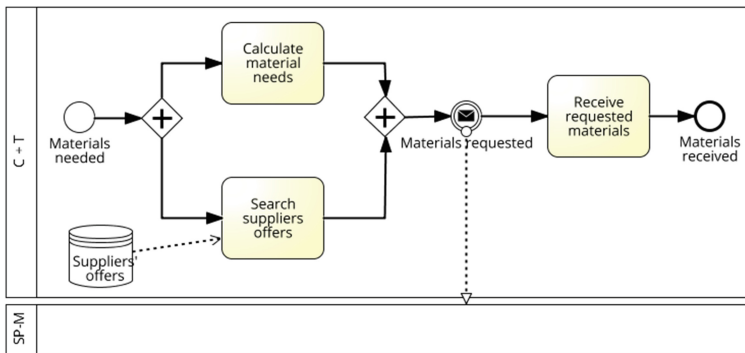 C + T
Materials
needed
Calculate
material
needs
Search
suppliers
offers
Suppliers'
offers
Materials requested
Receive
requested
materials
Materials
received
SP-M